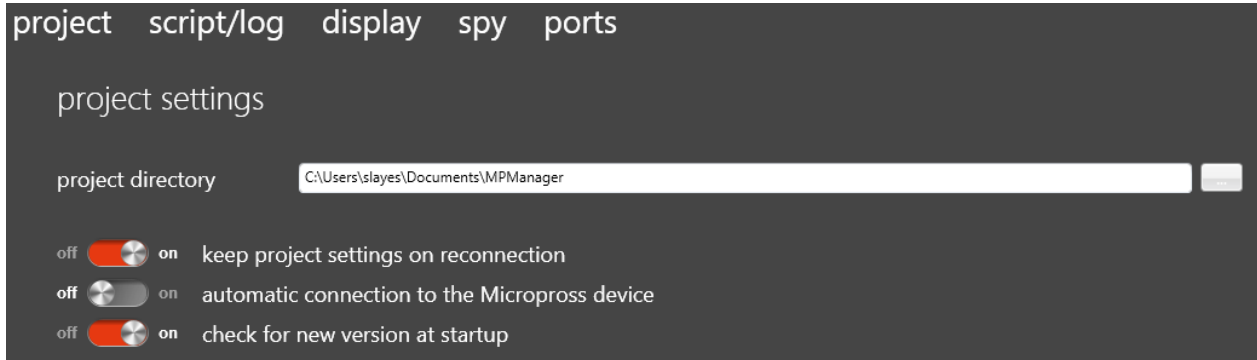 project script/log display spy ports
project settings
project directory C:\Users\slayes\Documents\MPManager ...
off on keep project settings on reconnection
off on automatic connection to the Micropross device
off on check for new version at startup